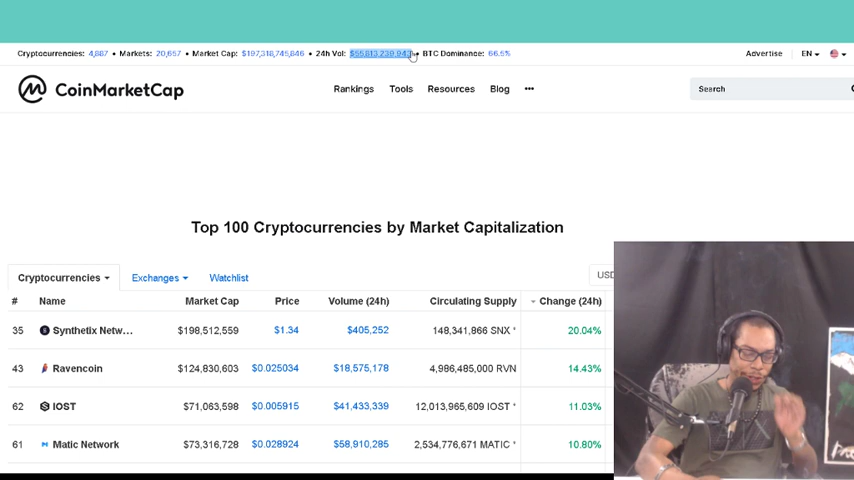 Cryptocurrencies: 4,887 • Markets: 20,657 • Market Cap: $197,318,745,846 • 24h Vol: $55,813,239,943 • BTC Dominance: 66.5% Advertise EN
CoinMarketCap Rankings Tools Resources Blog ••• Search
Top 100 Cryptocurrencies by Market Capitalization
Cryptocurrencies Exchanges Watchlist USD
# Name Market Cap Price Volume (24h) Circulating Supply Change (24h)
35 Synthetix Netw... $198,512,559 $1.34 $405,252 148,341,866 SNX * 20.04%
43 Ravencoin $124,830,603 $0.025034 $18,575,178 4,986,485,000 RVN 14.43%
62 IOST $71,063,598 $0.005915 $41,433,339 12,013,965,609 IOST * 11.03%
61 Matic Network $73,316,728 $0.028924 $58,910,285 2,534,776,671 MATIC * 10.80%